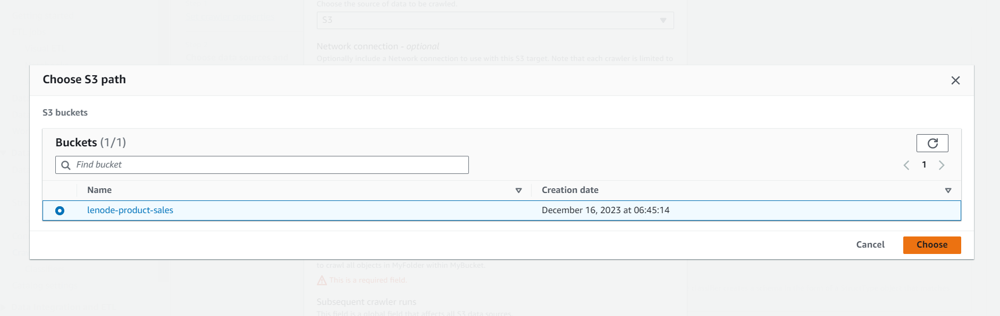 Choose the source of data to be crawled.
S3
Network connection - optional
Optionally include a Network connection to use with this S3 target. Note that each crawler is limited to
Choose S3 path
S3 buckets
Buckets (1/1)
Find bucket
1
Name
Creation date
lenode-product-sales
December 16, 2023 at 06:45:14
Cancel
Choose
to crawl all objects in MyFolder within MyBucket.
This is a required field.
Subsequent crawler runs
This field is a global field that affects all S3 data sources.